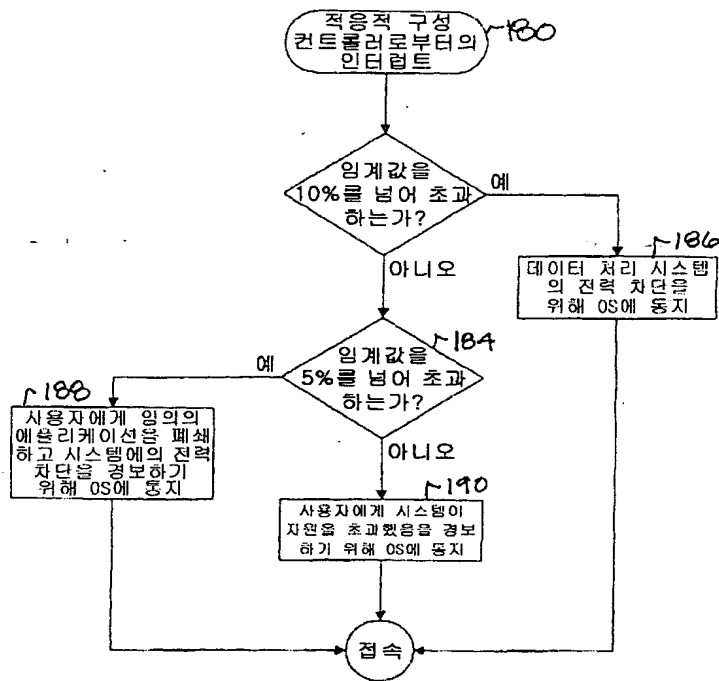 적응적 구성
컨트롤러로부터의
인터럽트
180
임계값을
10%를 넘어 초과
하는가?
예
아니오
186
데이터 처리 시스템
의 전력 차단을
위해 OS에 통지
184
임계값을
5%를 넘어 초과
하는가?
예
아니오
188
사용자에게 임의의
애플리케이션을 폐쇄
하고 시스템에의 전력
차단을 경보하기
위해 OS에 통지
190
사용자에게 시스템이
자원을 초과했음을 경보
하기 위해 OS에 통지
접속